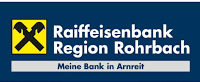 Raiffeisenbank
Region Rohrbach
Meine Bank in Arnreit